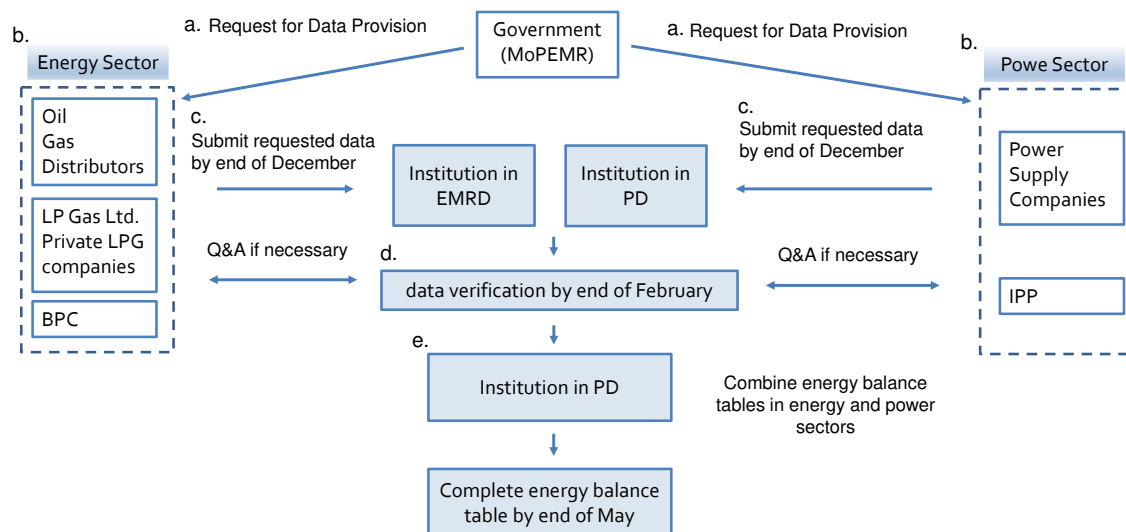 a. Request for Data Provision
Government
(MoPEMR)
a. Request for Data Provision
b.
Energy Sector
b.
Powe Sector
Oil
Gas
Distributors
LP Gas Ltd.
Private LPG
companies
BPC
c.
Submit requested data
by end of December
Institution in
EMRD
Institution in
PD
c.
Submit requested data
by end of December
Power
Supply
Companies
IPP
Q&A if necessary
d.
data verification by end of February
Q&A if necessary
e.
Institution in PD
Combine energy balance
tables in energy and power
sectors
Complete energy balance
table by end of May